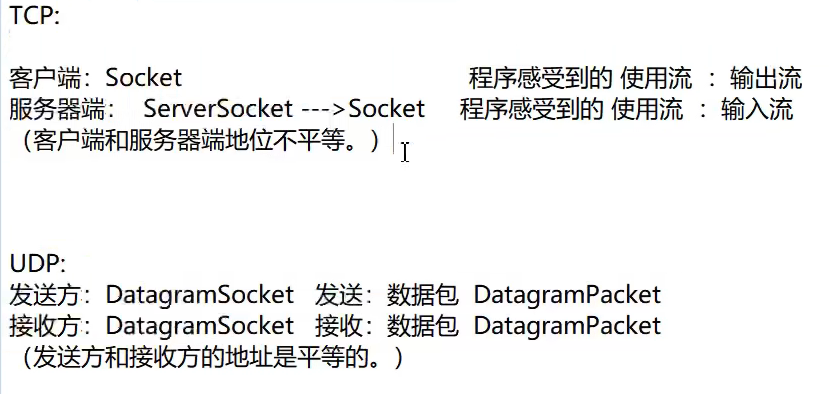 TCP:
客户端：Socket 程序感受到的 使用流 ：输出流
服务器端： ServerSocket --->Socket 程序感受到的 使用流 ：输入流
（客户端和服务器端地位不平等。）
UDP:
发送方：DatagramSocket 发送：数据包 DatagramPacket
接收方：DatagramSocket 接收：数据包 DatagramPacket
（发送方和接收方的地址是平等的。）